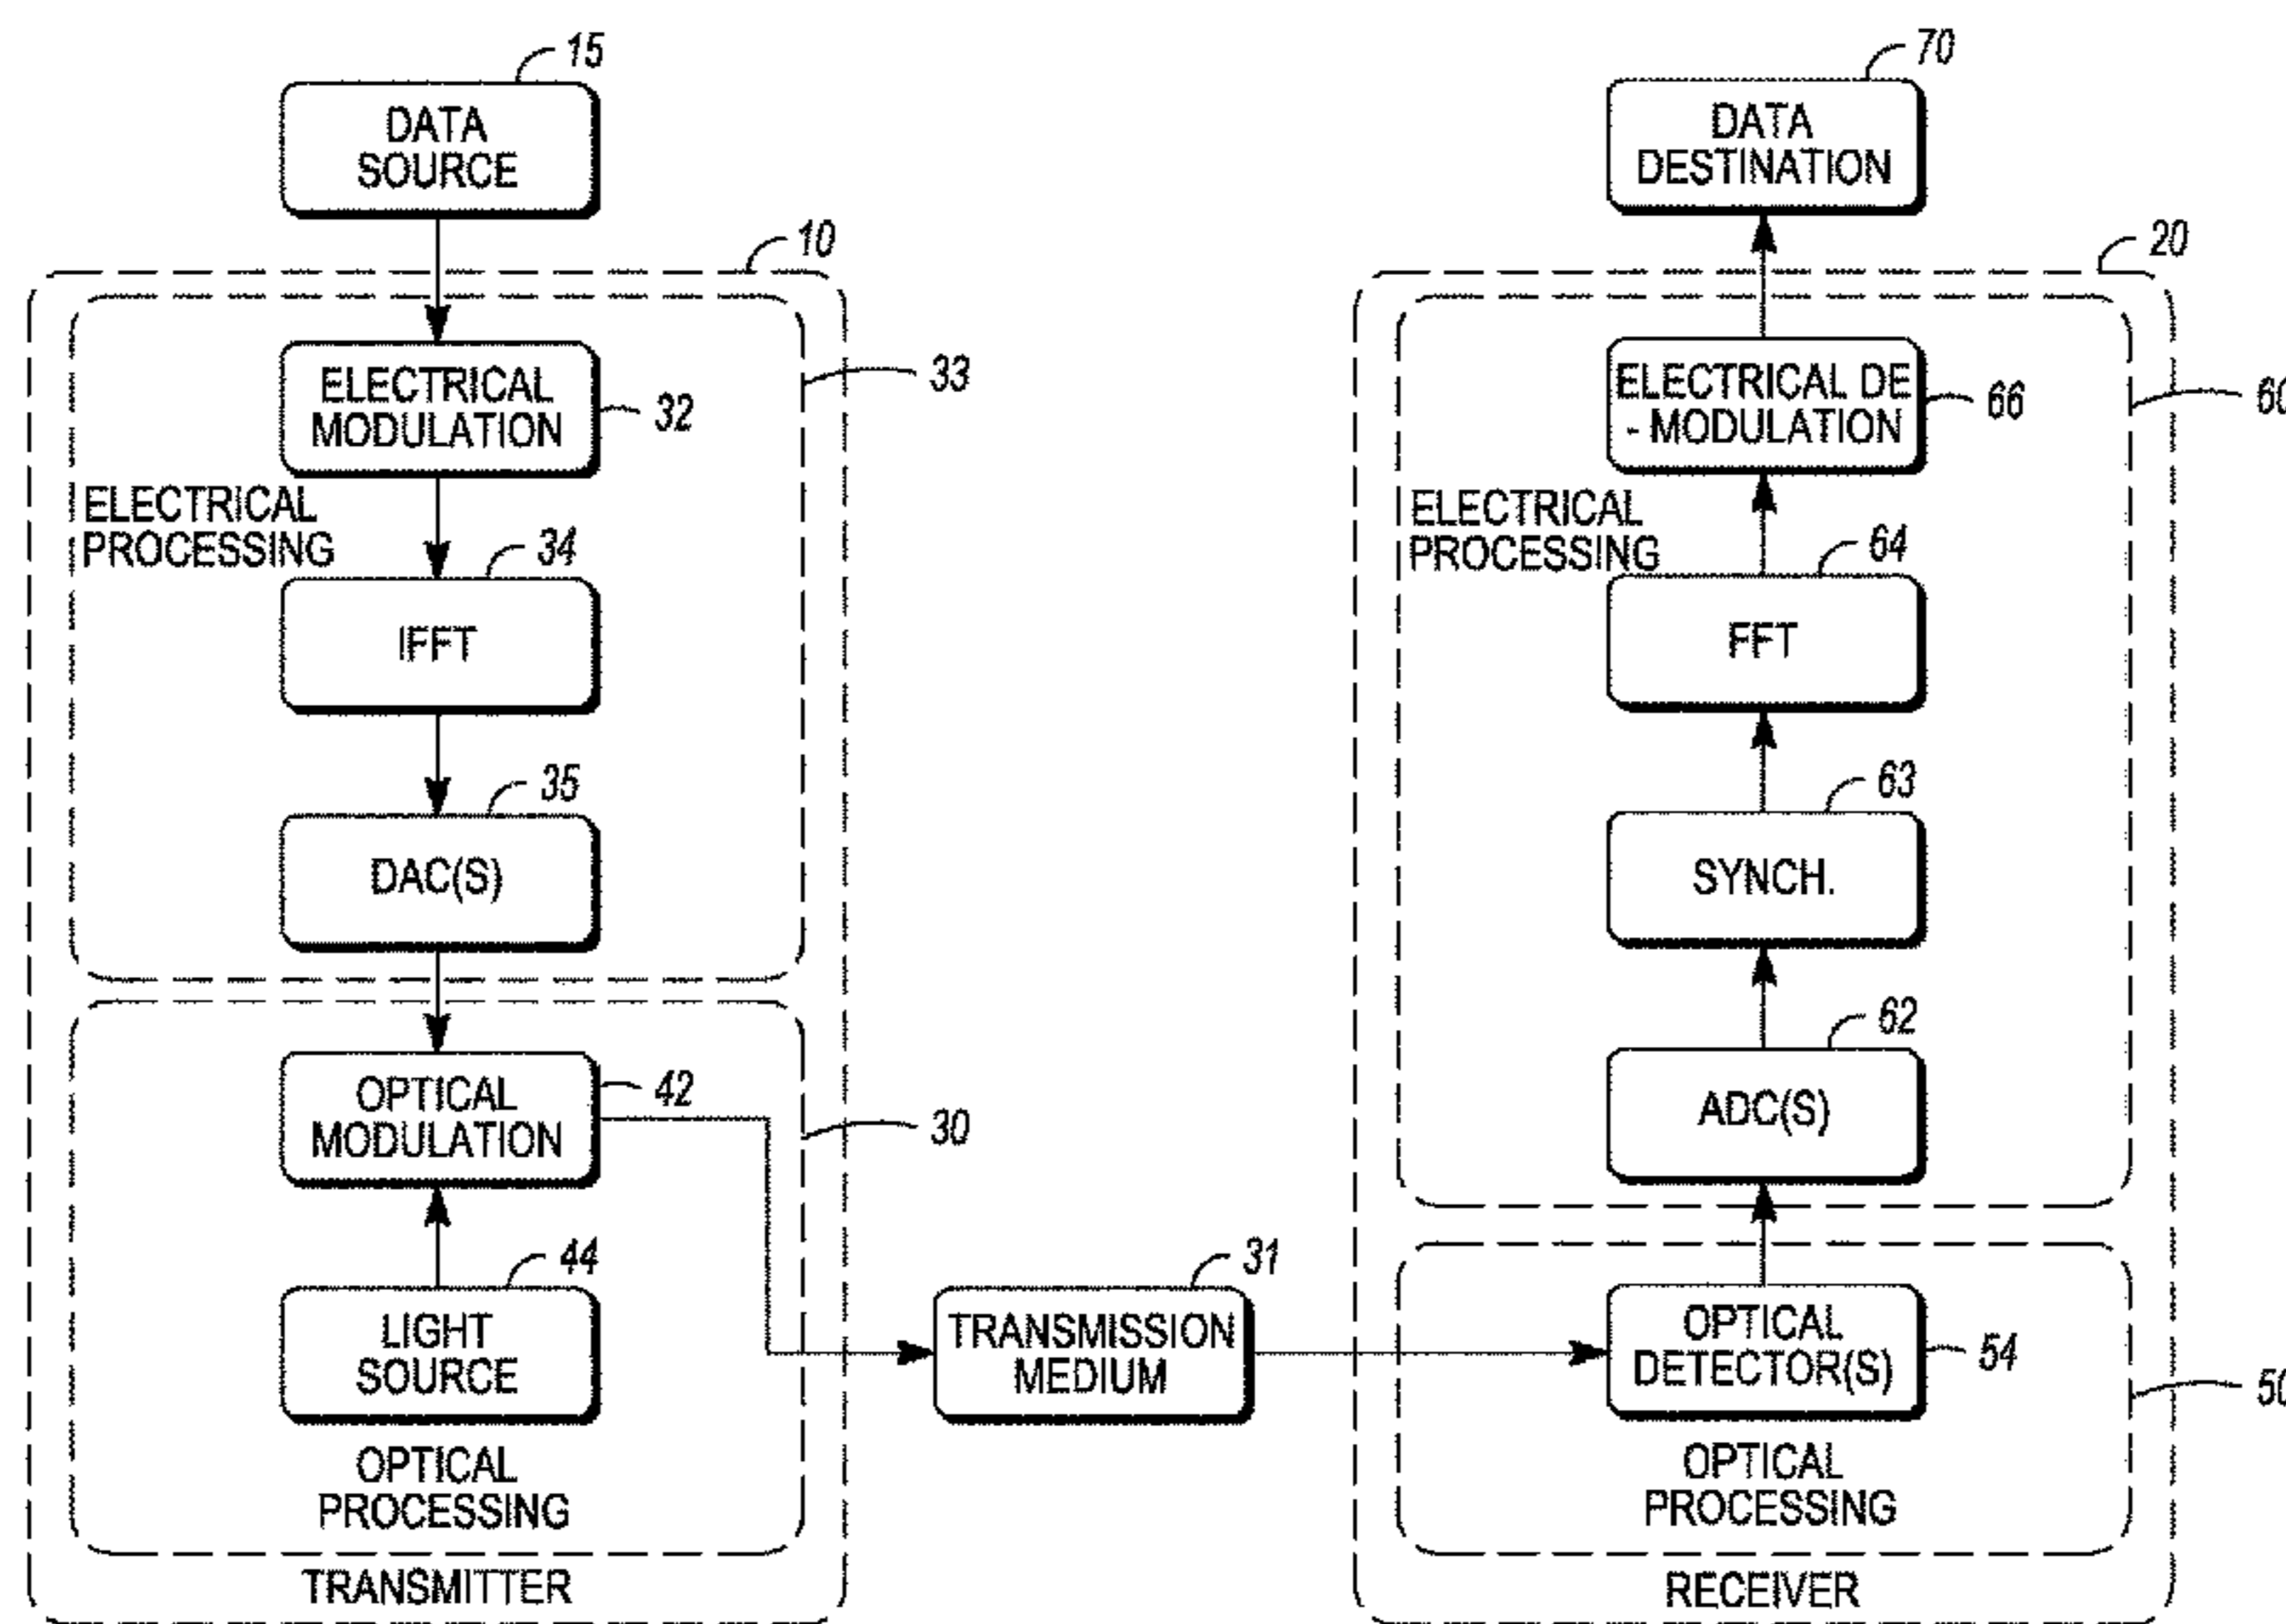 15
DATA
SOURCE
10
33
ELECTRICAL
MODULATION
32
ELECTRICAL
PROCESSING
34
IFFT
35
DAC(S)
OPTICAL
MODULATION
42
30
44
LIGHT
SOURCE
OPTICAL
PROCESSING
TRANSMITTER
31
TRANSMISSION
MEDIUM
70
DATA
DESTINATION
20
60
ELECTRICAL DE
- MODULATION
66
ELECTRICAL
PROCESSING
64
FFT
63
SYNCH.
62
ADC(S)
OPTICAL
DETECTOR(S)
54
50
OPTICAL
PROCESSING
RECEIVER